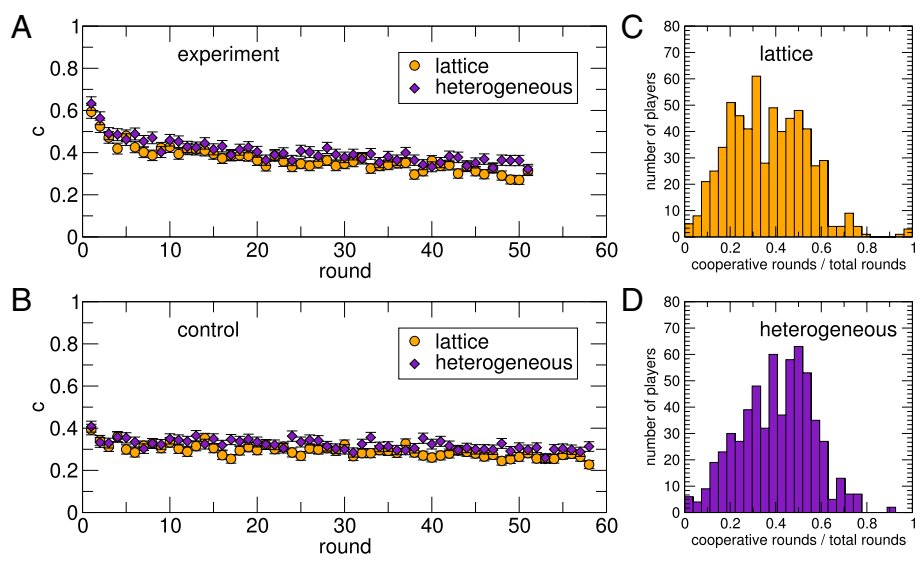 A
experiment
lattice
heterogeneous
1
0.8
0.6
0.4
0.2
0
c
0 10 20 30 40 50 60
round
B
control
lattice
heterogeneous
1
0.8
0.6
0.4
0.2
0
c
0 10 20 30 40 50 60
round
C
lattice
80
70
60
50
40
30
20
10
0
number of players
0 0.2 0.4 0.6 0.8 1
cooperative rounds / total rounds
D
heterogeneous
80
70
60
50
40
30
20
10
0
number of players
0 0.2 0.4 0.6 0.8 1
cooperative rounds / total rounds